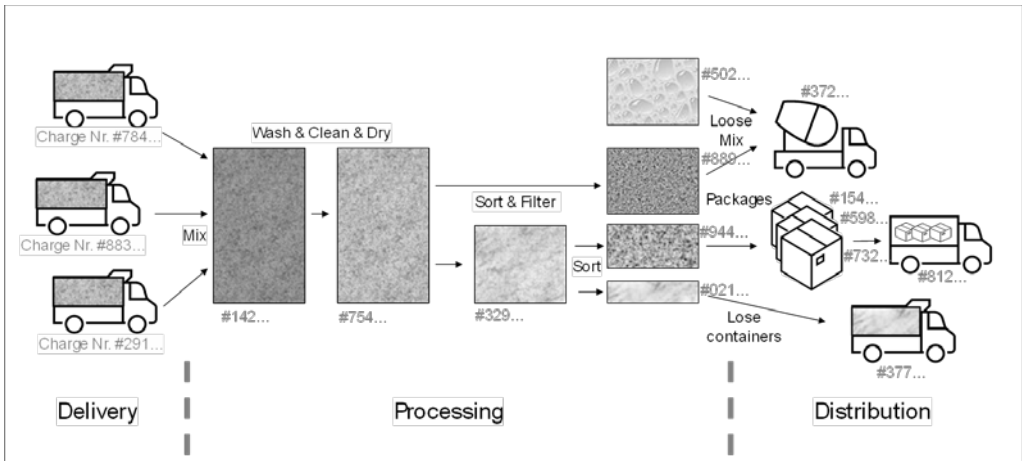 Charge Nr. #784...
Charge Nr. #883...
Charge Nr. #291...
Mix
Wash & Clean & Dry
#142...
#754...
Sort & Filter
#329...
Sort
#502...
#889...
#944...
#021...
Loose
Mix
Packages
Lose
containers
#372...
#154...
#598...
#732..
#812...
#377...
Delivery
Processing
Distribution